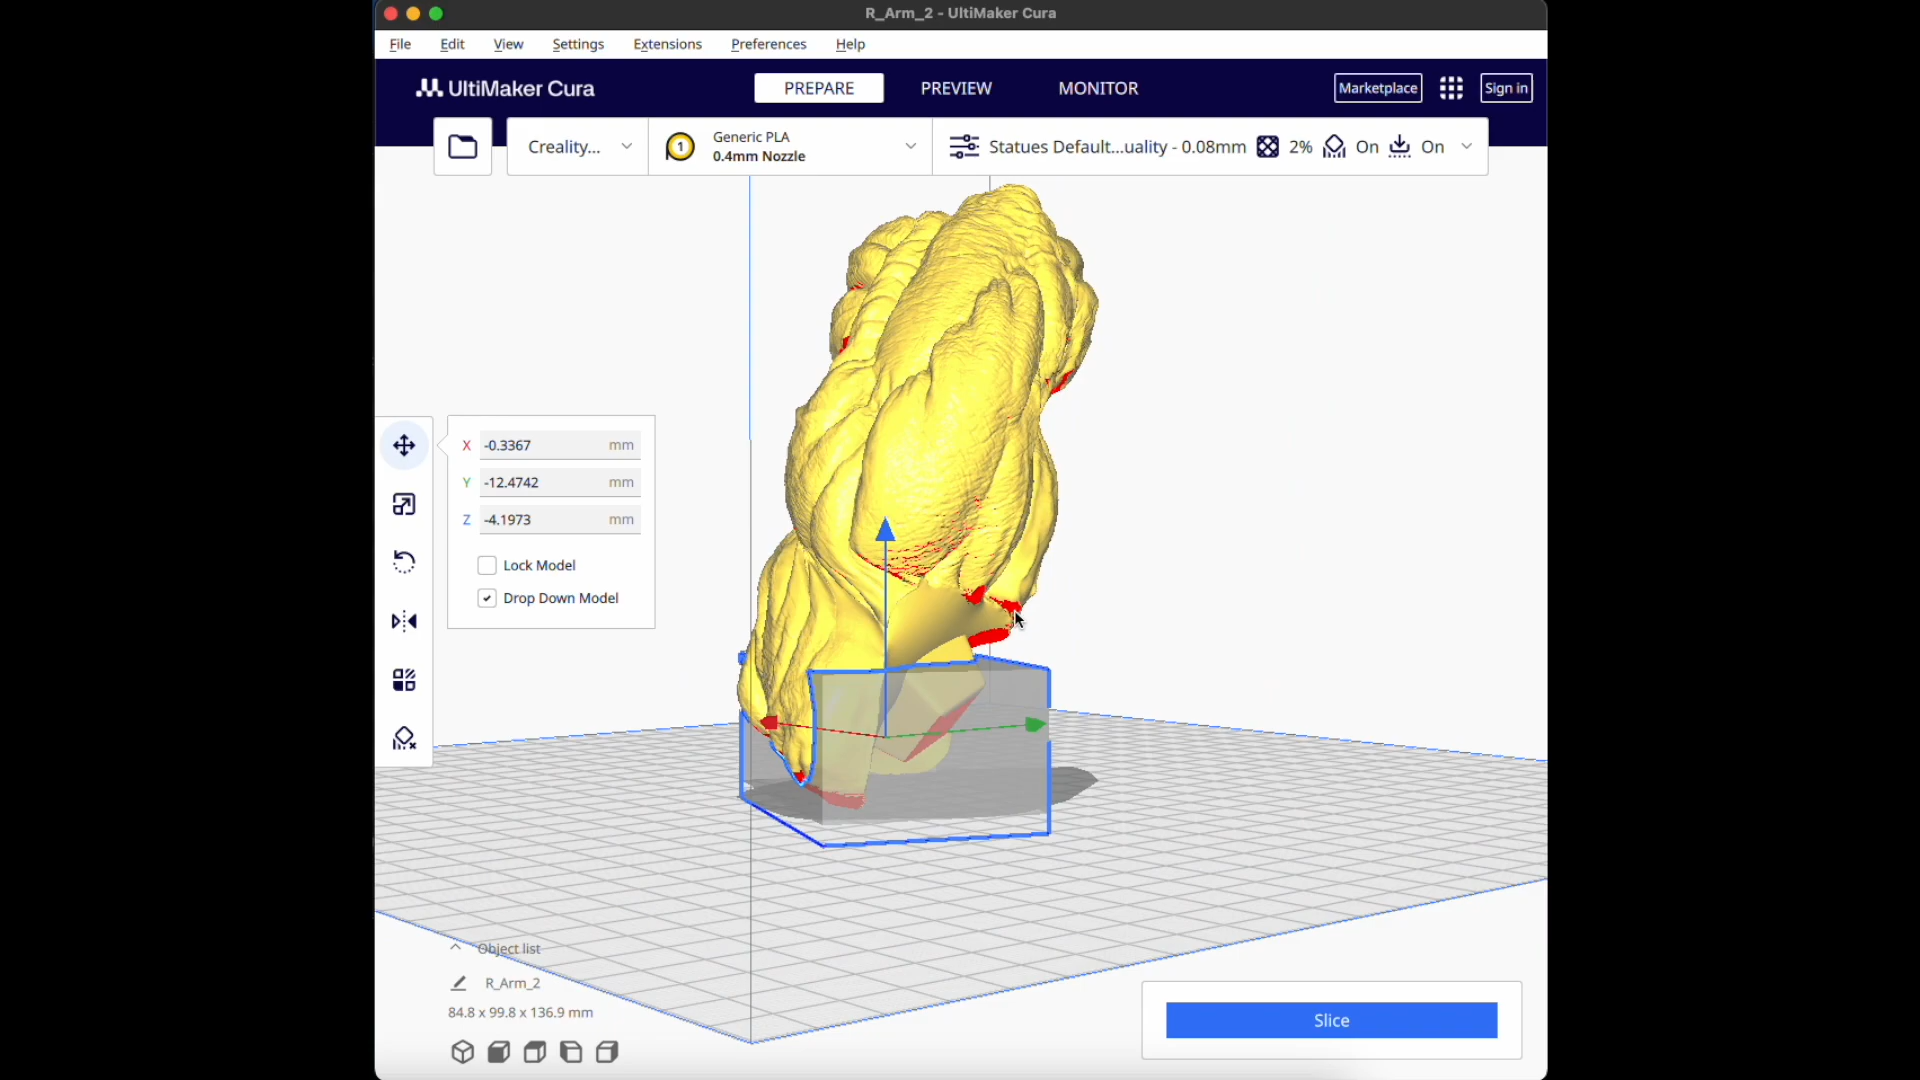 R_Arm_2 - UltiMaker Cura
File Edit View Settings Extensions Preferences Help
UltiMaker Cura PREPARE PREVIEW MONITOR Marketplace Sign in
Creality... 1 Generic PLA
0.4mm Nozzle
Statues Default...uality - 0.08mm 2% On On
X -0.3367 mm
Y -12.4742 mm
Z -4.1973 mm
Lock Model
Drop Down Model
Object list
R_Arm_2
84.8 x 99.8 x 136.9 mm
Slice